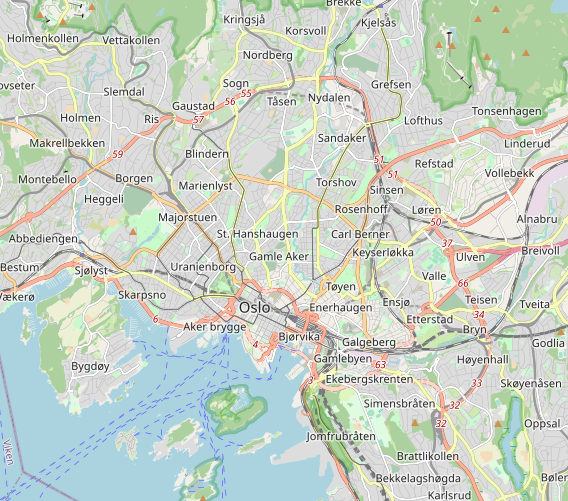 Brekke
Kjelsås
Kringsjå
Korsvoll
Holmenkollen
Vettakollen
Nordberg
Sogn
Grefsen
Slemdal
55
56
Tåsen
Nydalen
Gaustad
Tonsenhagen
Holmen
Ris
57
Lofthus
Sandaker
Linderud
Makrellbekken
59
Blindern
51
Refstad
51
Vollebekk
Montebello
Borgen
Marienlyst
Torshov
Sinsen
Heggeli
Rosenhoff
Løren
Alnabru
Majorstuen
50
Abbediengen
St. Hanshaugen
Carl Berner
37
Breivoll
Keyserløkka
Gamle Aker
Ulven
Bestum
Sjølyst
Uranienborg
Valle
66
Tøyen
Vækerø
Skarpsno
Ensjø
Teisen
Oslo
Enerhaugen
Tveita
6
Etterstad
Aker brygge
Bryn
Bjørvika
4
Galgeberg
Godlia
Gamlebyen
63
Høyenhall
Bygdøy
3
Ekebergskrenten
33
Skøyenåsen
Simensbråten
32
32
Oppsal
Jomfrubråten
Viken
Brattlikollen
Bekkelagshøgda
Bøler
Karlsrud